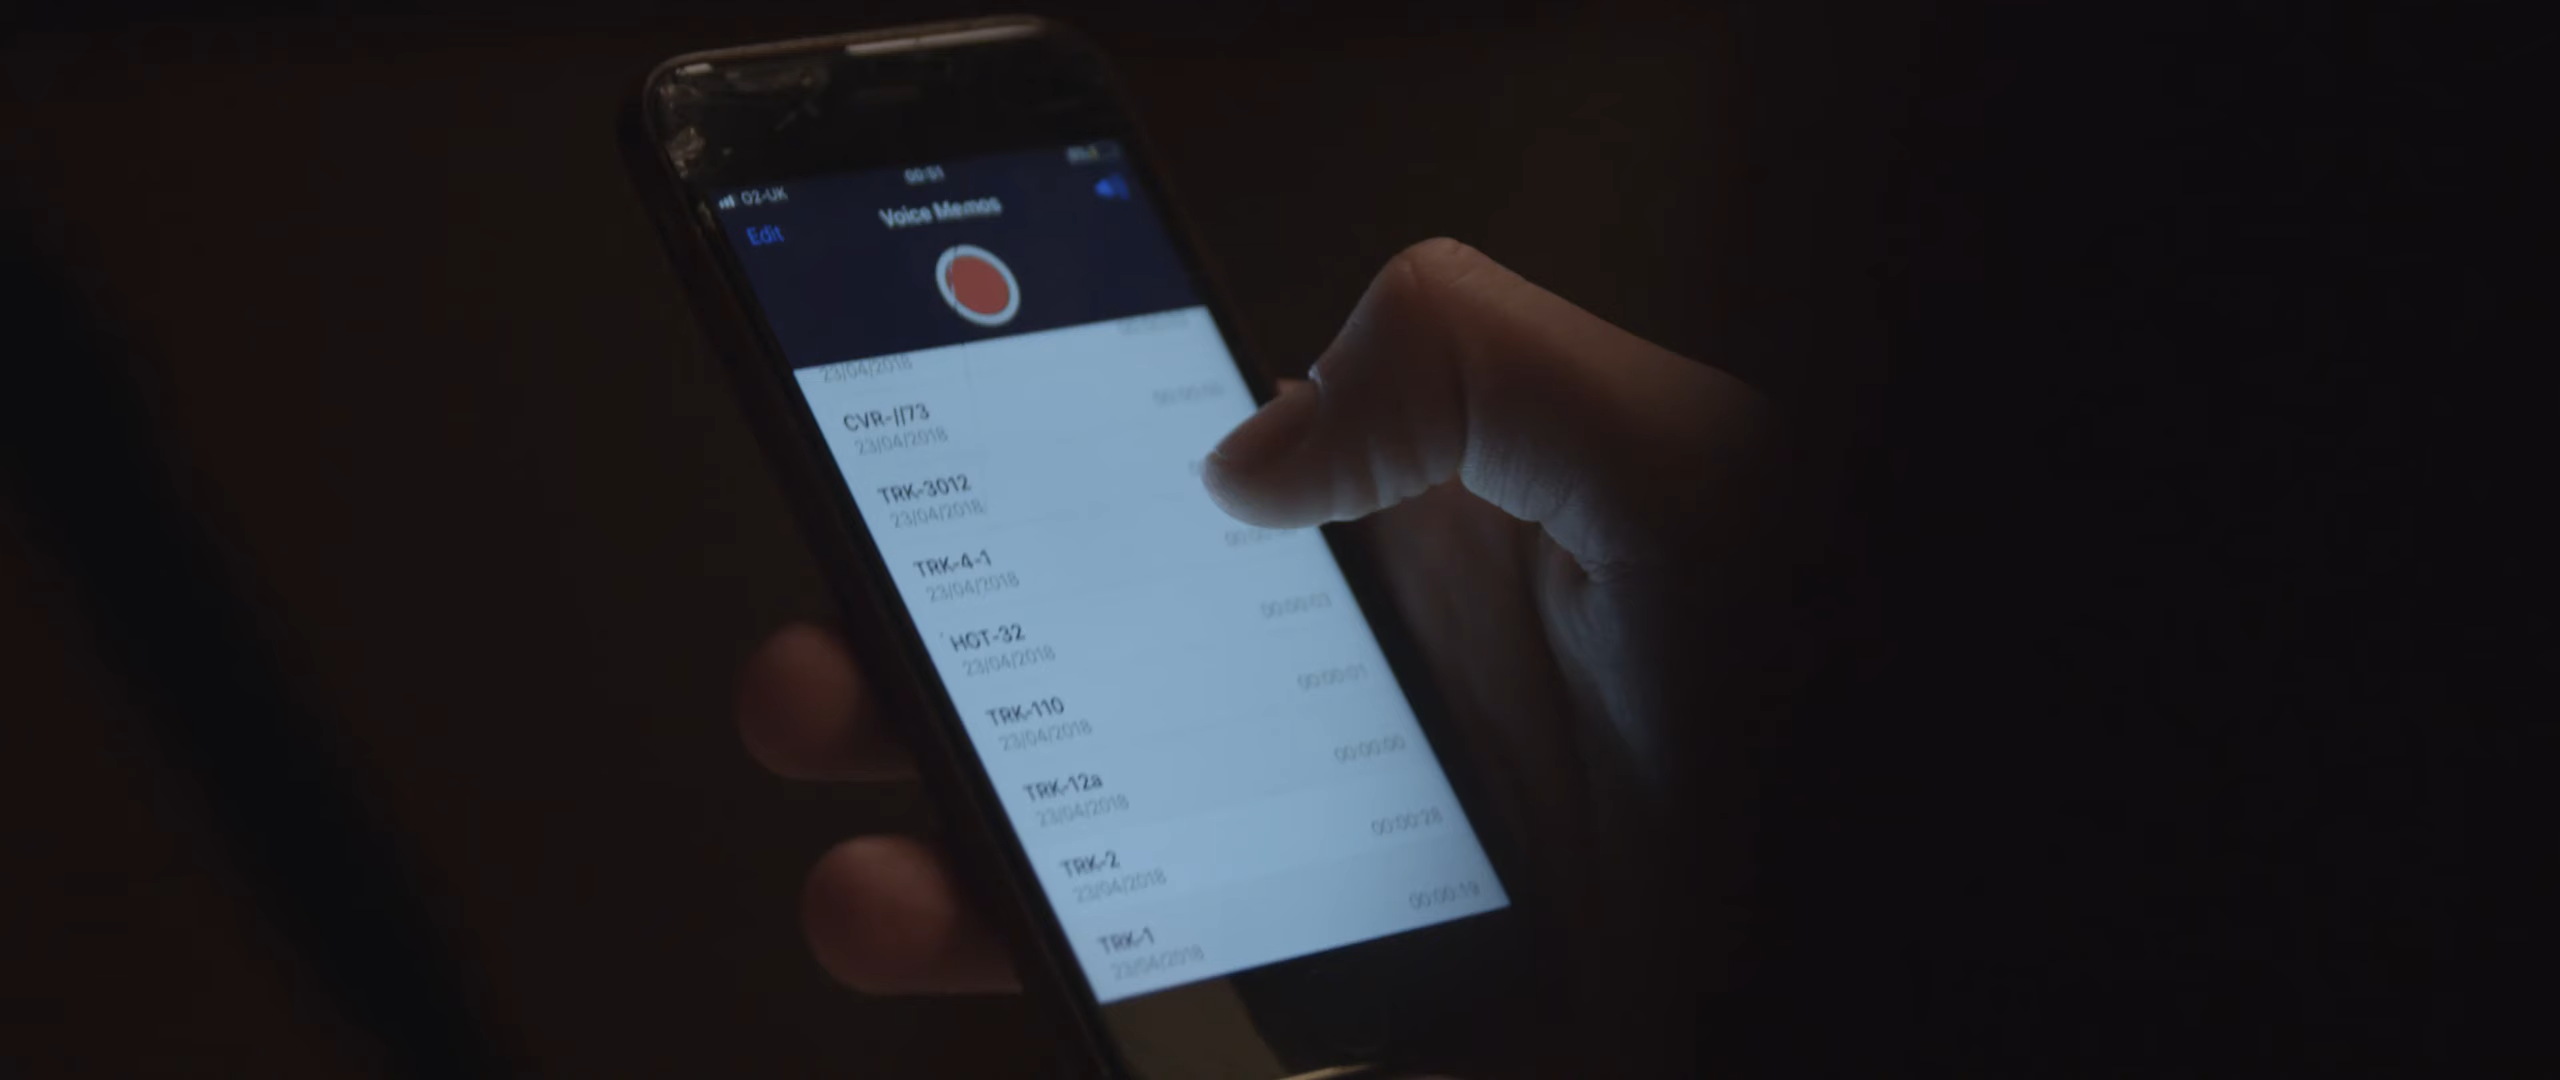 O2-UK
00:51
Edit
Voice Memos
23/04/2018
CVR-//73
23/04/2018
TRK-3012
23/04/2018
TRK-4-1
23/04/2018
HOT-32
23/04/2018
00:00:03
TRK-110
23/04/2018
00:00:01
TRK-12a
23/04/2018
00:00:00
TRK-2
23/04/2018
00:00:28
TRK-1
23/04/2018
00:00:19